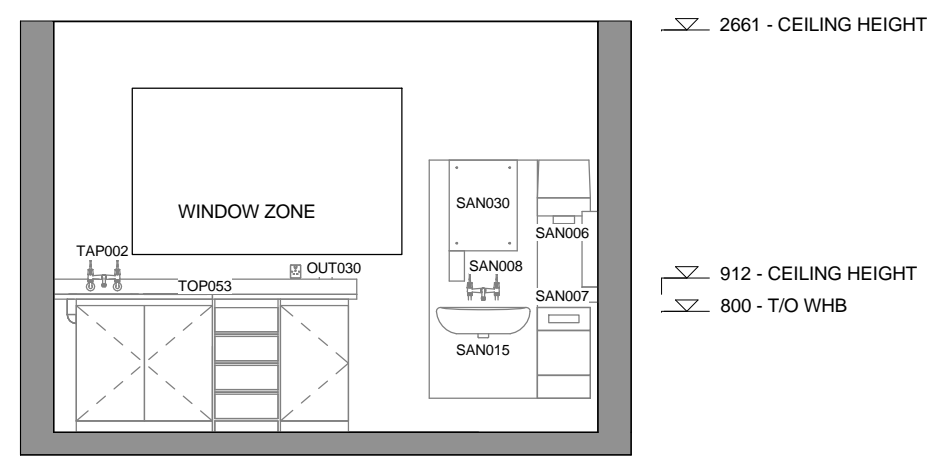 2661 - CEILING HEIGHT
WINDOW ZONE
SAN030
SAN006
TAP002
OUT030
SAN008
912 - CEILING HEIGHT
TOP053
SAN007
800 - T/O WHB
SAN015